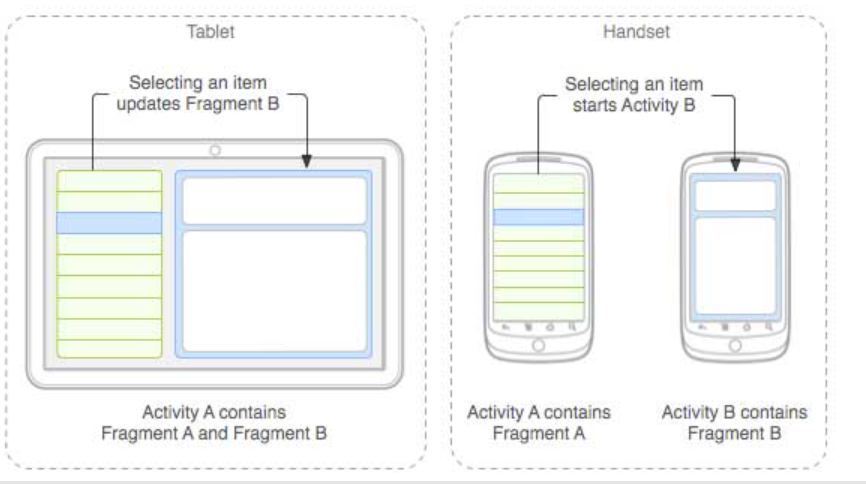 Tablet
Selecting an item
updates Fragment B
Activity A contains
Fragment A and Fragment B
Handset
Selecting an item
starts Activity B
Activity A contains
Fragment A
Activity B contains
Fragment B